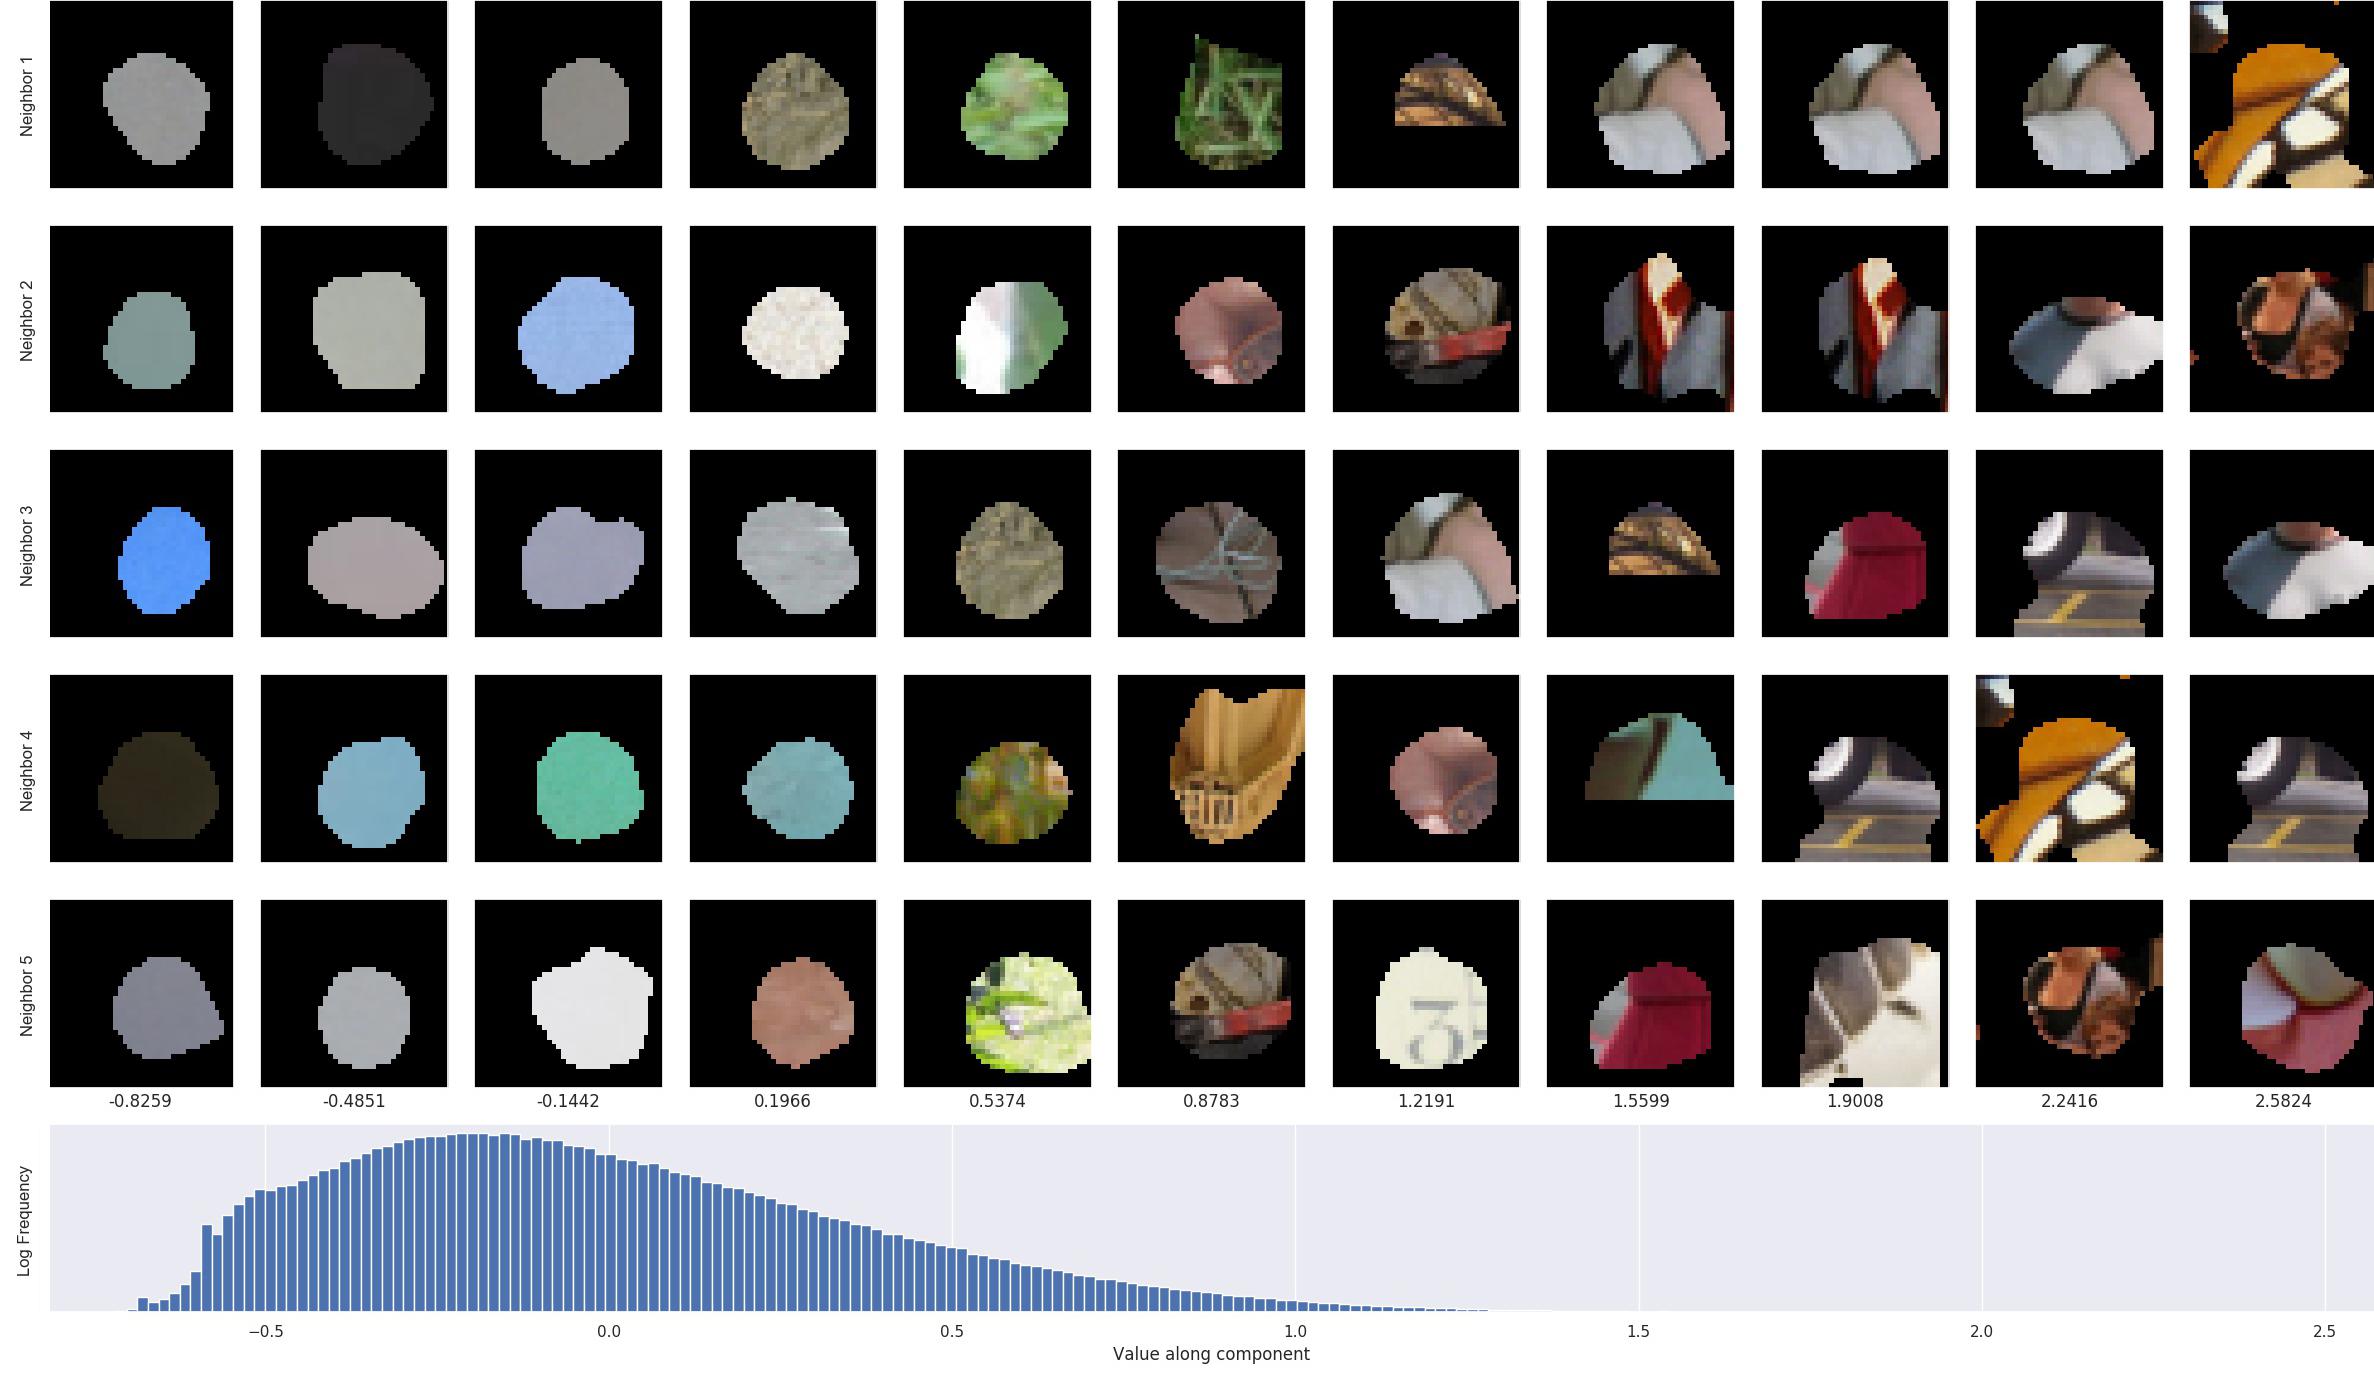 Neighbor 1
Neighbor 2
Neighbor 3
Neighbor 4
Neighbor 5
3
-0.8259 -0.4851 -0.1442 0.1966 0.5374 0.8783 1.2191 1.5599 1.9008 2.2416 2.5824
Log Frequency
−0.5 0.0 0.5 1.0 1.5 2.0 2.5
Value along component